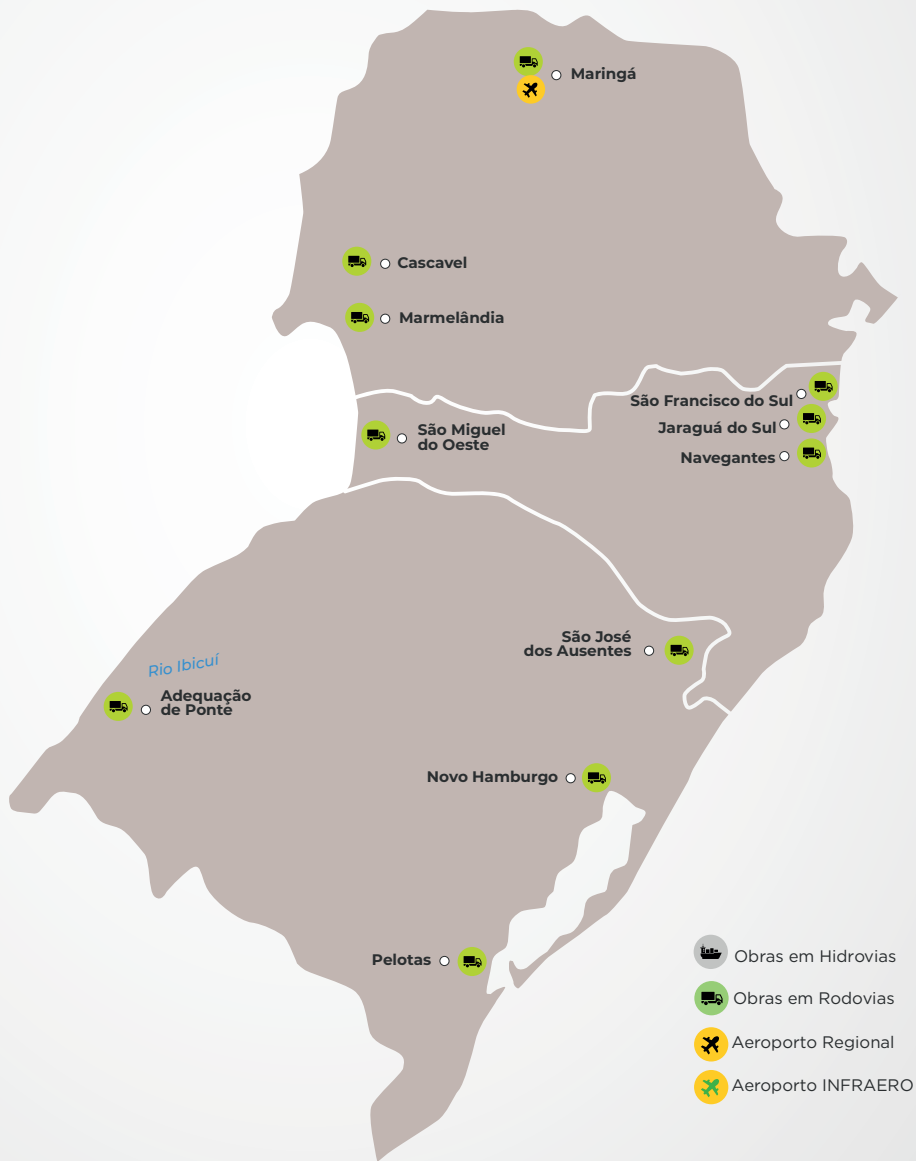 Maringá
Cascavel
Marmelândia
São Francisco do Sul
Jaraguá do Sul
Navegantes
São Miguel
do Oeste
São José
dos Ausentes
Rio Ibicuí
Adequação
de Ponte
Novo Hamburgo
Pelotas
Obras em Hidrovias
Obras em Rodovias
Aeroporto Regional
Aeroporto INFRAERO